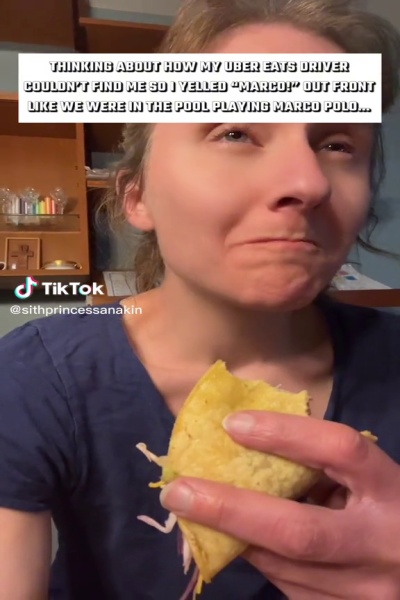 THINKING ABOUT HOW MY UBER EATS DRIVER
COULDN'T FIND ME SO I YELLED "MARCO!" OUT FRONT
LIKE WE WERE IN THE POOL PLAYING MARCO POLO...
TikTok
@sithprincessanakin